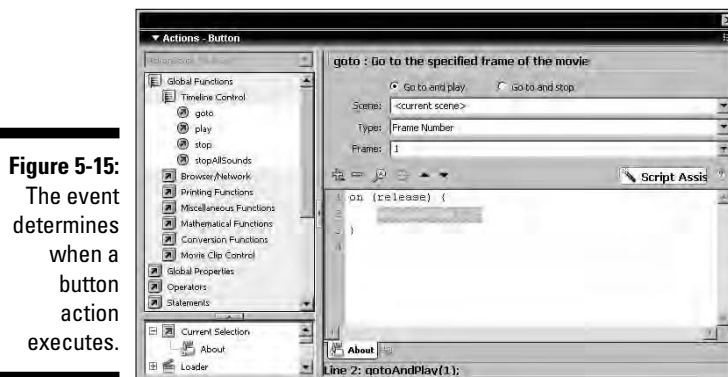 Figure 5-15:
The event
determines
when a
button
action
executes.
Actions - Button
Global Functions
Timeline Control
goto
play
stop
stopAllSounds
Browser/Network
Printing Functions
Miscellaneous Functions
Mathematical Functions
Conversion Functions
Movie Clip Control
Global Properties
Operators
Statements
Current Selection
About
Loader
goto : Go to the specified frame of the movie
Go to and play Go to and stop
Scene: <current scene>
Type: Frame Number
Frame: 1
Script Assis
1 on (release) {
2
3 }
4
About
Line 2: gotoAndPlay(1);